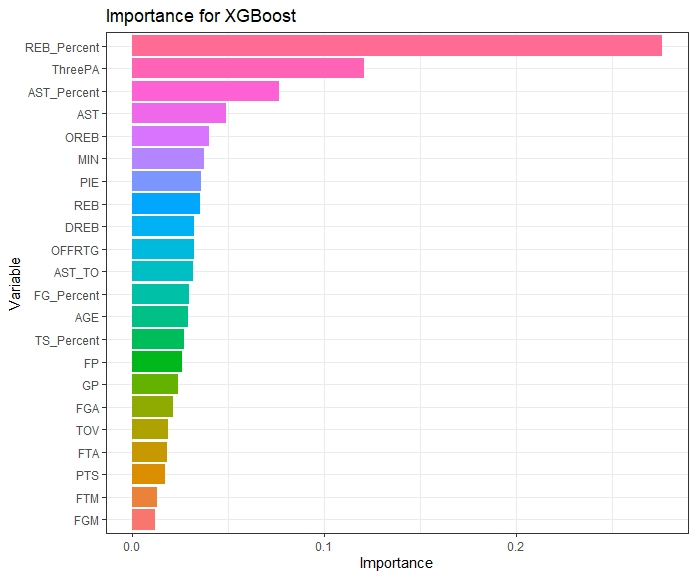 Importance for XGBoost
REB_Percent
ThreePA
AST_Percent
AST
OREB
MIN
PIE
REB
DREB
OFFRTG
AST_TO
FG_Percent
AGE
TS_Percent
FP
GP
FGA
TOV
FTA
PTS
FTM
FGM
Variable
0.0 0.1 0.2
Importance